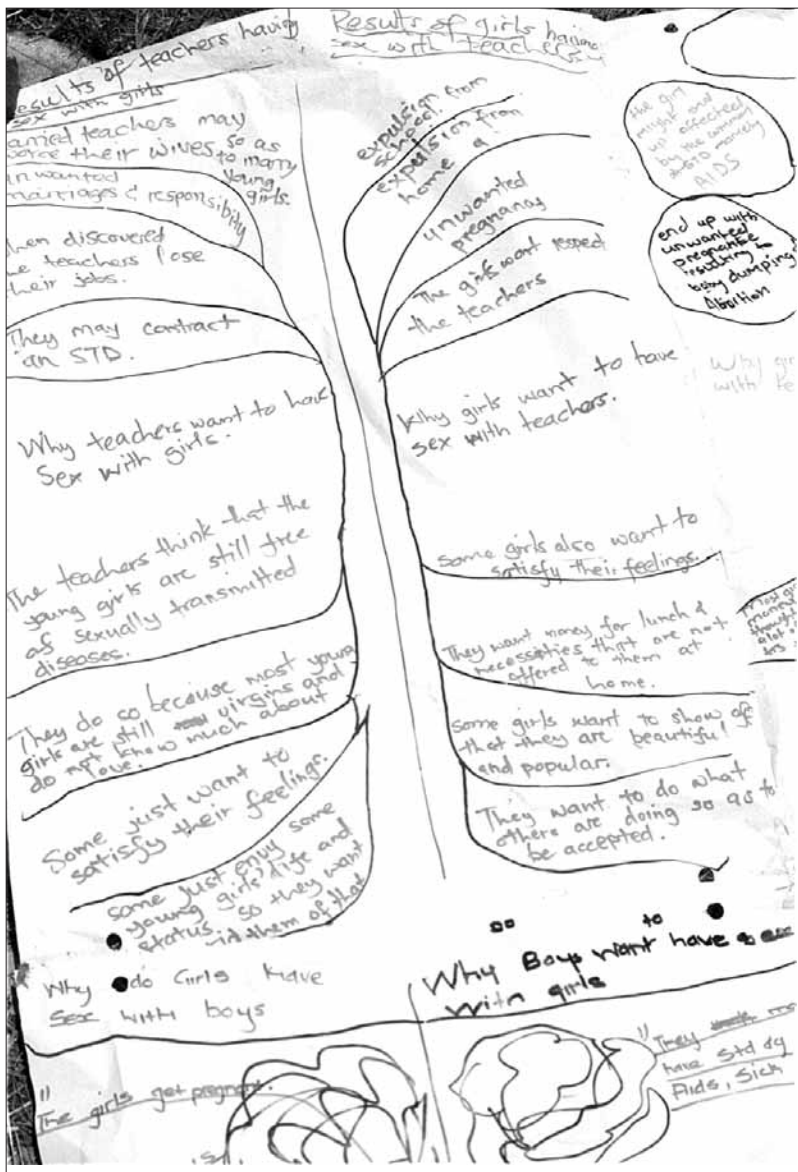 Results of teachers having
sex with girls
married teachers may
their wives so as
to marry
young
girls.
unwanted
marriages & responsibility
When discovered
the teachers lose
their jobs.
They may contract
an STD.
Why teachers want to have
sex with girls.
The teachers think that the
young girls are still free
of sexually transmitted
diseases.
They do so because most young
girls are still virgins and
do not know much about
love.
Some just want to
satisfy their feelings.
some just envy some
young girls' life and
status so they want
them of that
Results of girls having
sex with teachers
expulsion from
school.
expulsion from
home
unwanted
pregnancy
The girls wont respect
the teachers
Why girls want to have
sex with teachers.
Some girls also want to
satisfy their feelings...
They want money for lunch &
necessities that are not
offered to them at
home.
Some girls want to show off
that they are beautiful
and popular.
They want to do what
others are doing so as to
be accepted.
the girl
might end
up affected
by the
AIDS
end up with
unwanted
resulting to
dumping
Why
with
Why do Girls have
sex with boys
Why Boys want to have
with girls
" The girls get pregnant.
" They
have std
Aids, Sick